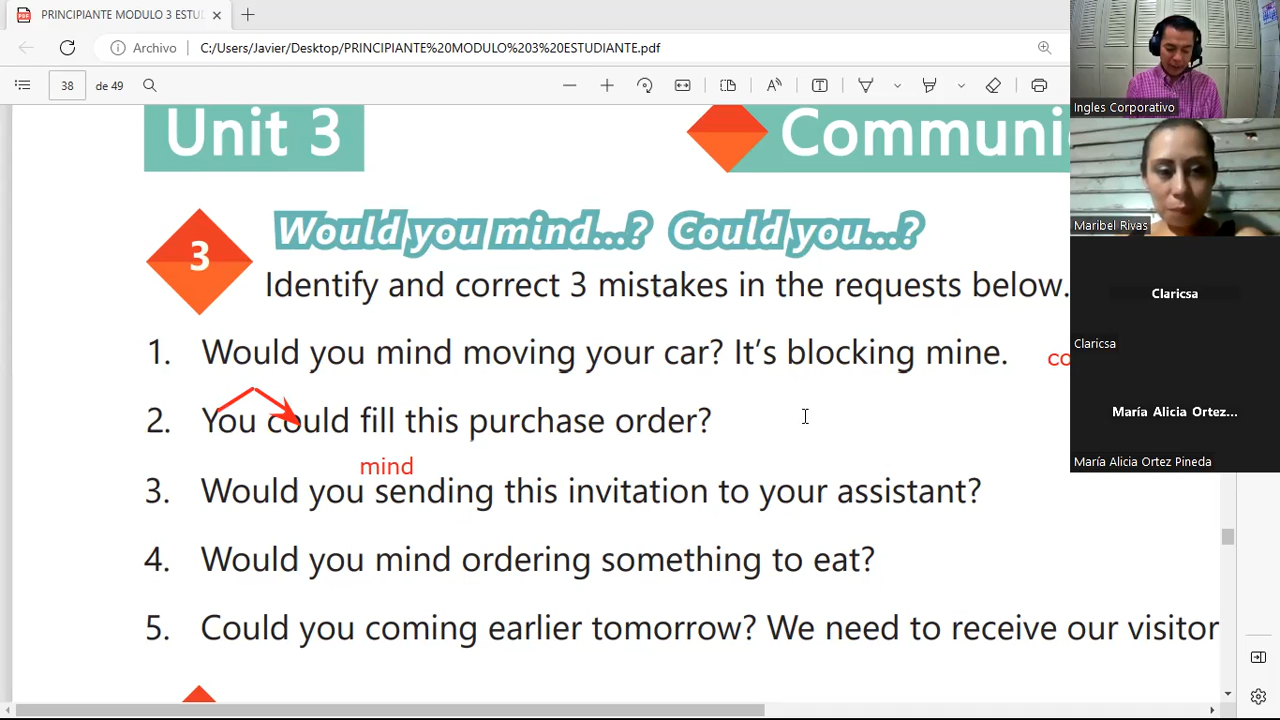 PRINCIPIANTE MODULO 3 ESTU
Archivo C:/Users/Javier/Desktop/PRINCIPIANTE%20MODULO%203%20ESTUDIANTE.pdf
38 de 49
Ingles Corporativo
Unit 3
Communi
Maribel Rivas
3
Would you mind...? Could you...?
Identify and correct 3 mistakes in the requests below.
Claricsa
Claricsa
1. Would you mind moving your car? It's blocking mine. co
2. You could fill this purchase order?
María Alicia Ortez...
María Alicia Ortez Pineda
mind
3. Would you sending this invitation to your assistant?
4. Would you mind ordering something to eat?
5. Could you coming earlier tomorrow? We need to receive our visitor